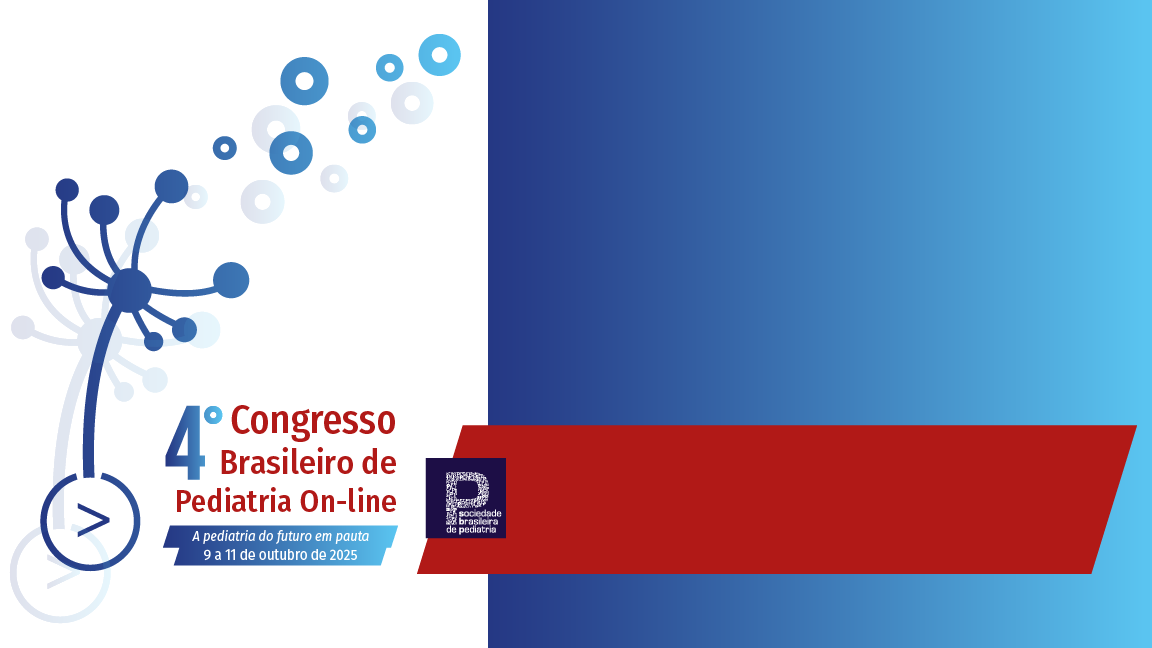 4° Congresso
Brasileiro de
Pediatria On-line
A pediatria do futuro em pauta
9 a 11 de outubro de 2025
>
sociedade
brasileira
de pediatria